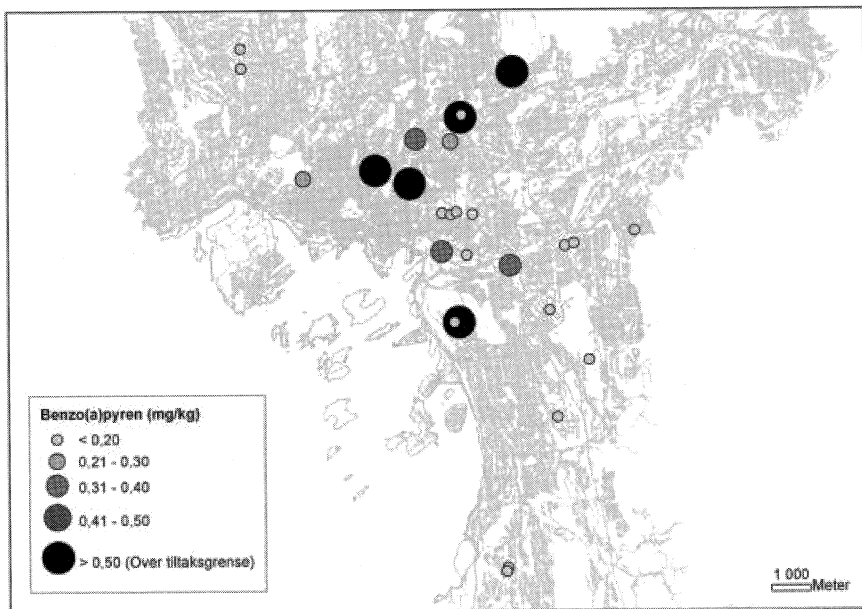 Benzo(a)pyren (mg/kg)
< 0,20
0,21 - 0,30
0,31 - 0,40
0,41 - 0,50
> 0,50 (Over tiltaksgrense)
1 000
Meter